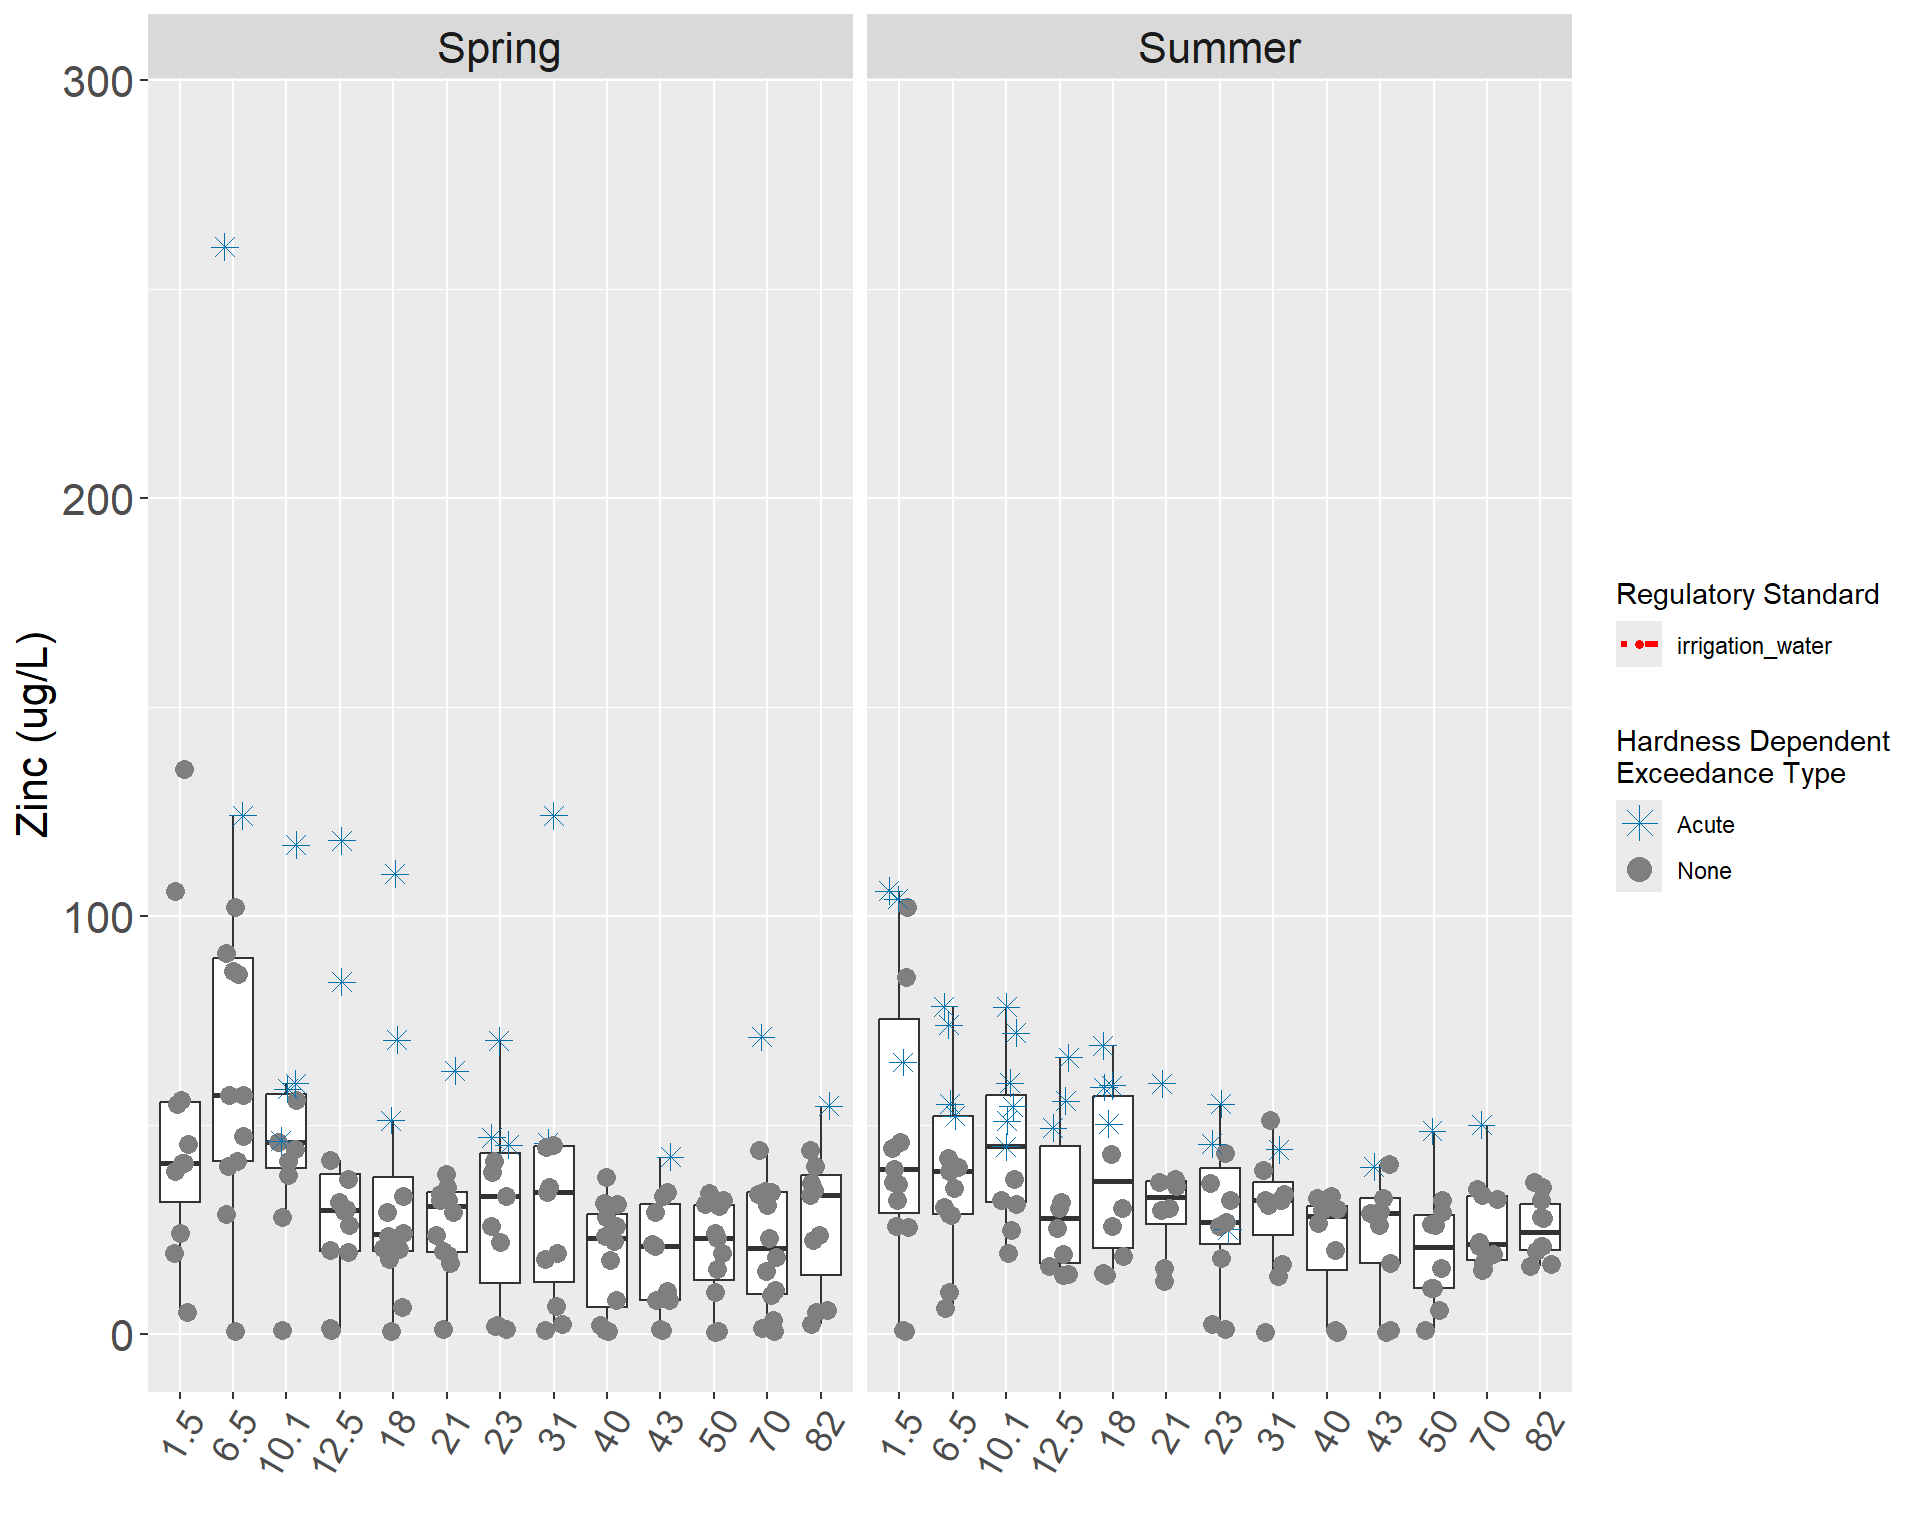 Spring Summer
300
200
100
0
Zinc (ug/L)
1.5 6.5 10.1 12.5 18 21 23 31 40 43 50 70 82
1.5 6.5 10.1 12.5 18 21 23 31 40 43 50 70 82
Regulatory Standard
irrigation_water
Hardness Dependent
Exceedance Type
Acute
None